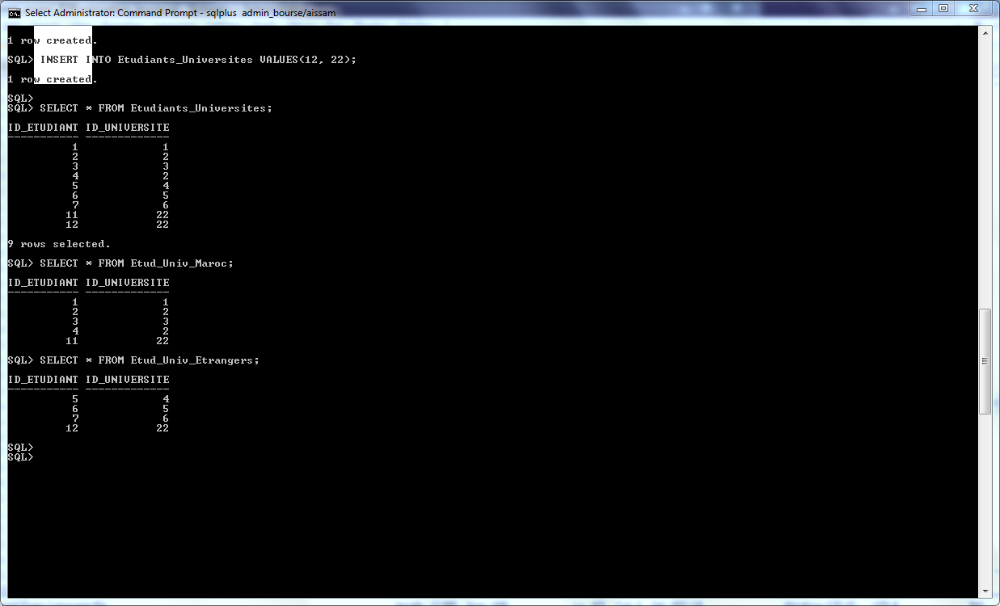 Select Administrator: Command Prompt - sqlplus  admin_bourse/aissam
1 row created.
SQL> INSERT INTO Etudiants_Universites VALUES(12, 22);
1 row created.
SQL>
SQL> SELECT * FROM Etudiants_Universites;
ID_ETUDIANT ID_UNIVERSITE
----------- -------------
          1             1
          2             2
          3             3
          4             2
          5             4
          6             5
          7             6
         11            22
         12            22
9 rows selected.
SQL> SELECT * FROM Etud_Univ_Maroc;
ID_ETUDIANT ID_UNIVERSITE
----------- -------------
          1             1
          2             2
          3             3
          4             2
         11            22
SQL> SELECT * FROM Etud_Univ_Etrangers;
ID_ETUDIANT ID_UNIVERSITE
----------- -------------
          5             4
          6             5
          7             6
         12            22
SQL>
SQL>